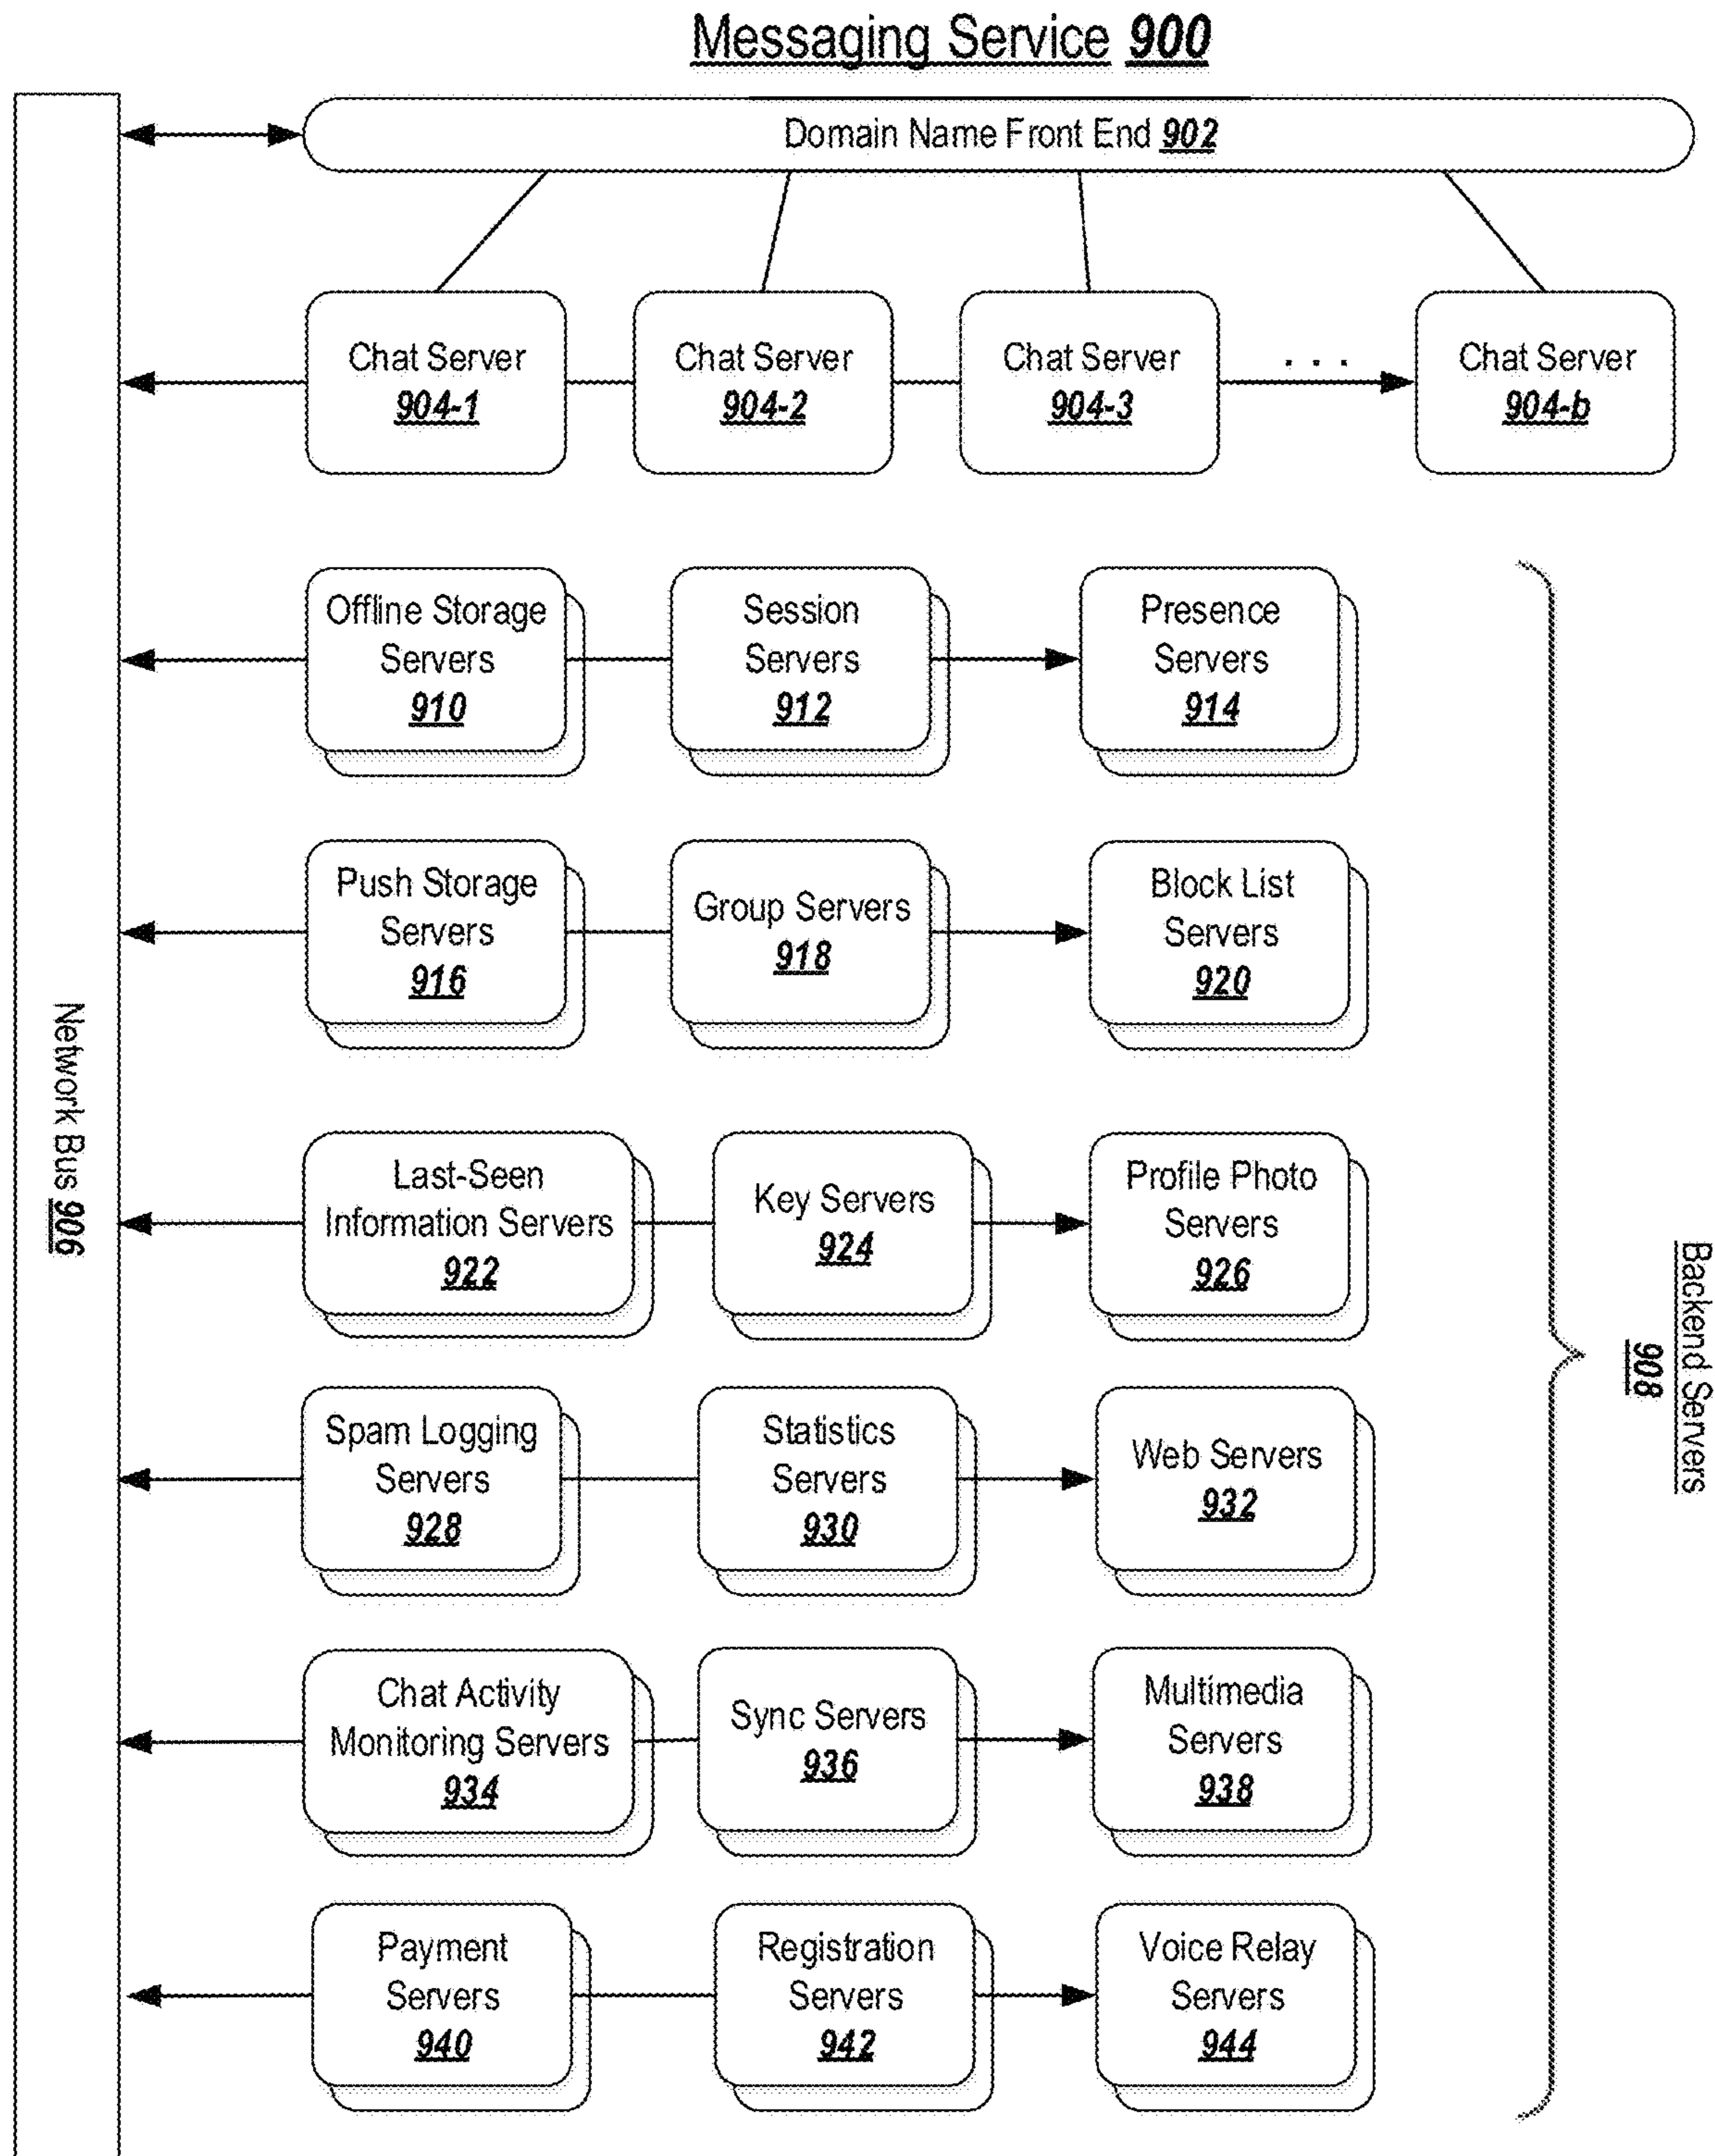 Messaging Service 900
Domain Name Front End 902
Chat Server
904-1
Chat Server
904-2
Chat Server
904-3
. . .
Chat Server
904-b
Offline Storage
Servers
910
Session
Servers
912
Presence
Servers
914
Push Storage
Servers
916
Group Servers
918
Block List
Servers
920
Last-Seen
Information Servers
922
Key Servers
924
Profile Photo
Servers
926
Spam Logging
Servers
928
Statistics
Servers
930
Web Servers
932
Chat Activity
Monitoring Servers
934
Sync Servers
936
Multimedia
Servers
938
Payment
Servers
940
Registration
Servers
942
Voice Relay
Servers
944
Network Bus 906
Backend Servers
908